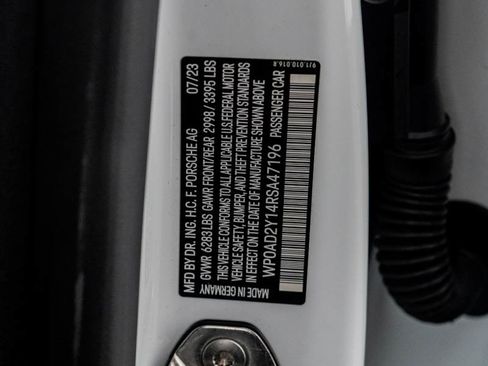 MFD BY DR. ING. H.C. F. PORSCHE AG 07/23
GVWR 6283 LBS GAWR FRONT/REAR 2998 / 3395 LBS
THIS VEHICLE CONFORMS TO ALL APPLICABLE U.S. FEDERAL MOTOR
VEHICLE SAFETY, BUMPER, AND THEFT PREVENTION STANDARDS
IN EFFECT ON THE DATE OF MANUFACTURE SHOWN ABOVE
WP0AD2Y14RSA47196 PASSENGER CAR
MADE IN GERMANY
9J1.010.016.R